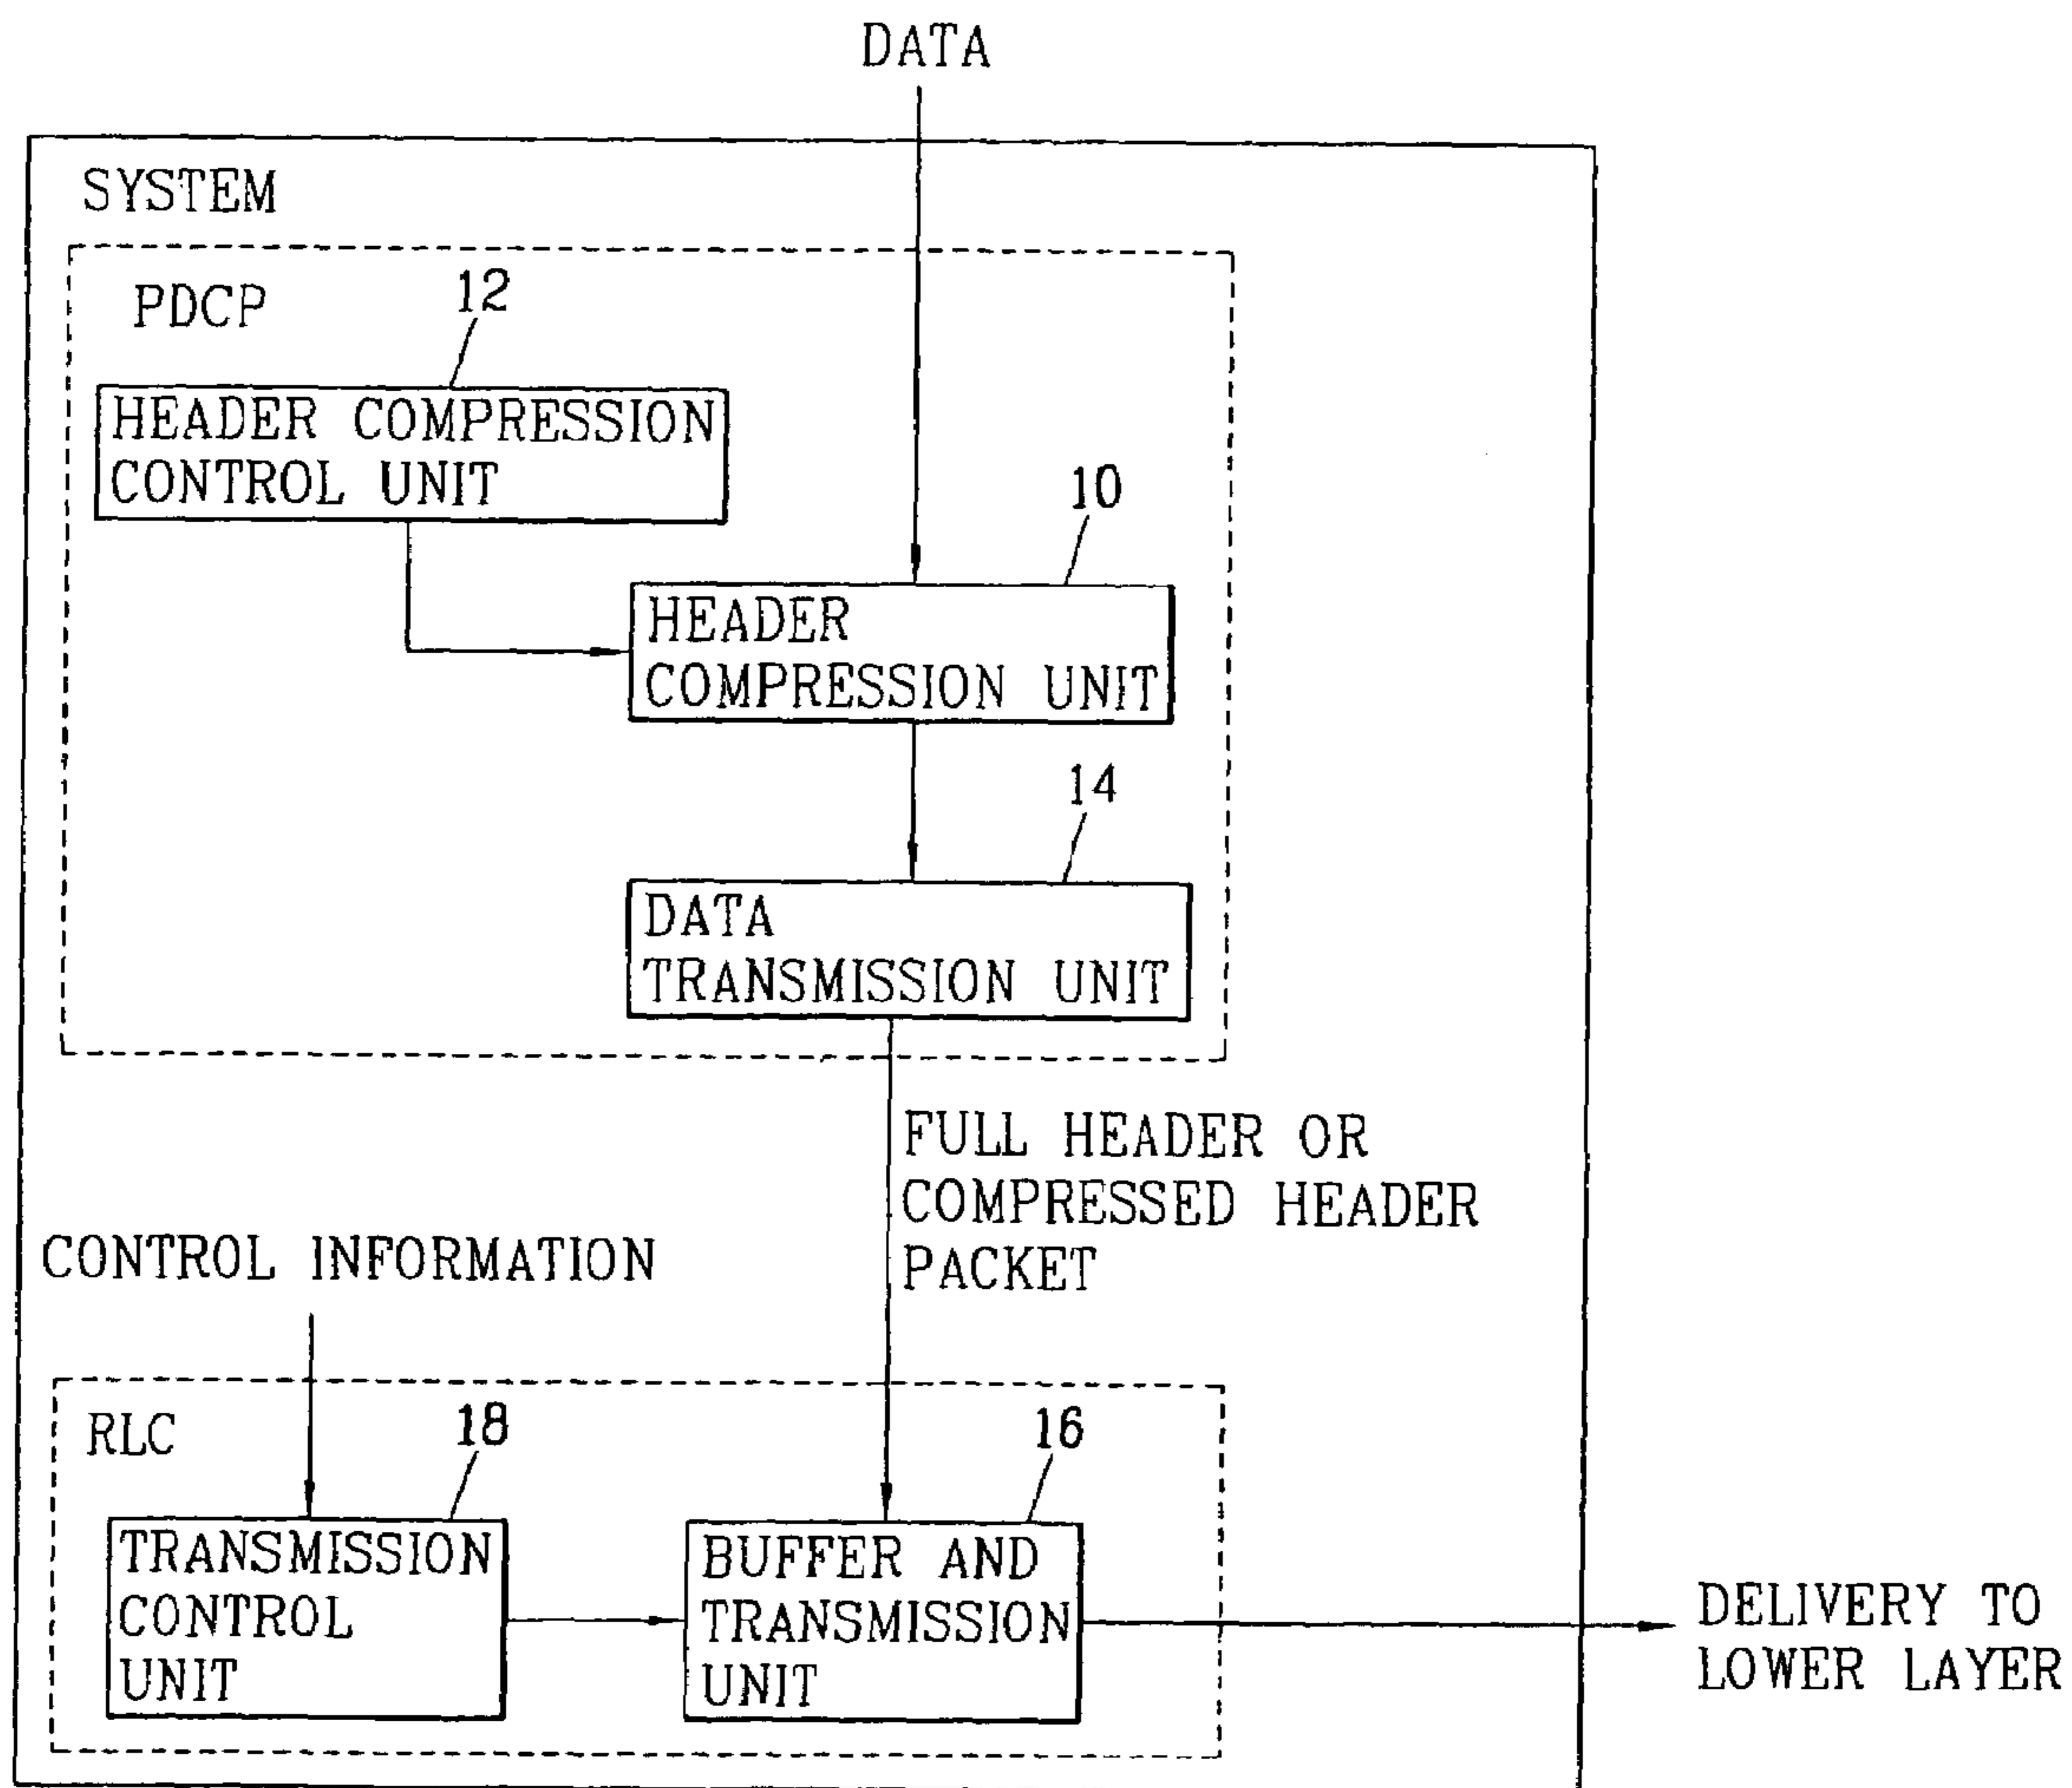 DATA
SYSTEM
PDCP
12
HEADER COMPRESSION
CONTROL UNIT
10
HEADER
COMPRESSION UNIT
14
DATA
TRANSMISSION UNIT
FULL HEADER OR
COMPRESSED HEADER
PACKET
CONTROL INFORMATION
RLC
18
16
TRANSMISSION
CONTROL
UNIT
BUFFER AND
TRANSMISSION
UNIT
DELIVERY TO
LOWER LAYER